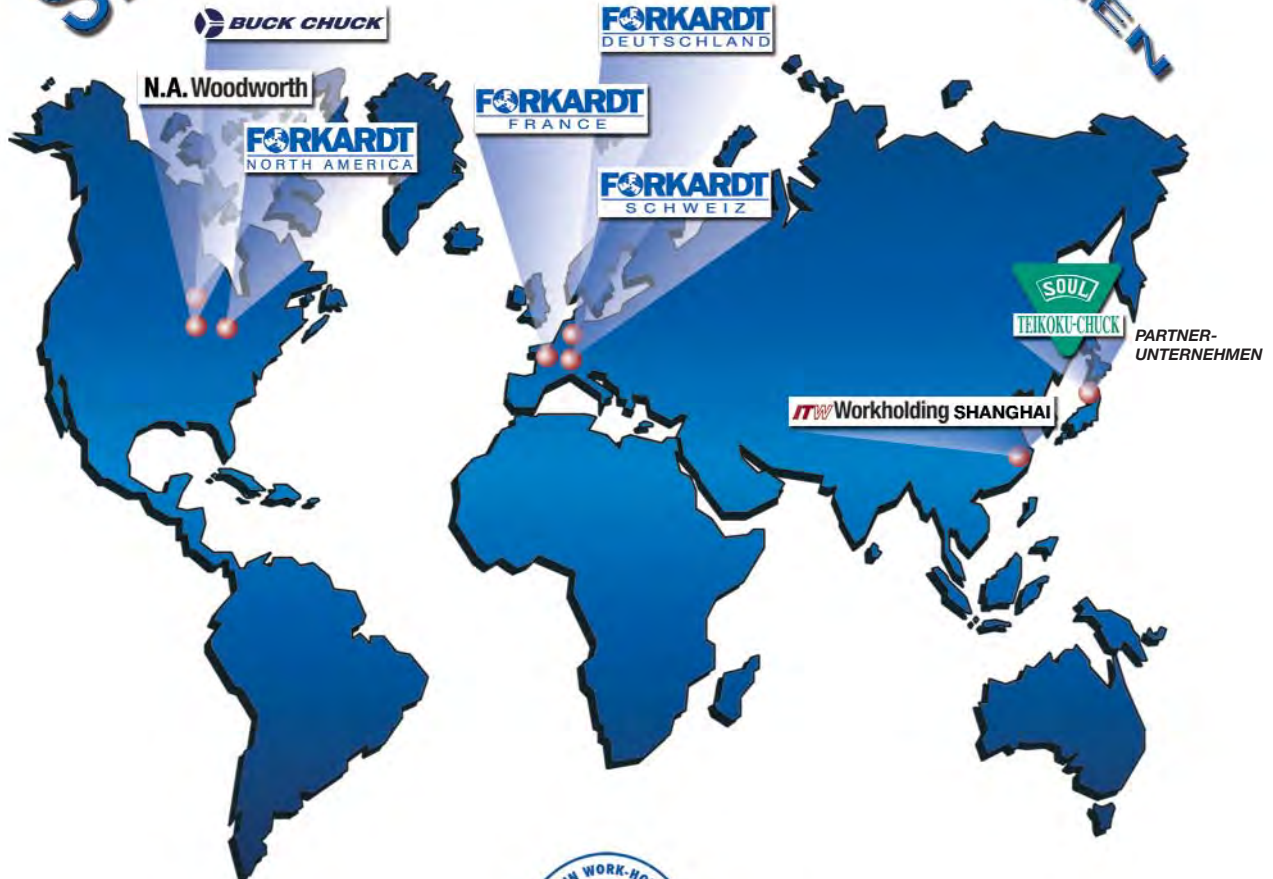 BUCK CHUCK
FORKARDT
DEUTSCHLAND
N.A. Woodworth
FORKARDT
FRANCE
FORKARDT
NORTH AMERICA
FORKARDT
SCHWEIZ
SOUL
TEIKOKU-CHUCK
PARTNER-
UNTERNEHMEN
ITW Workholding SHANGHAI